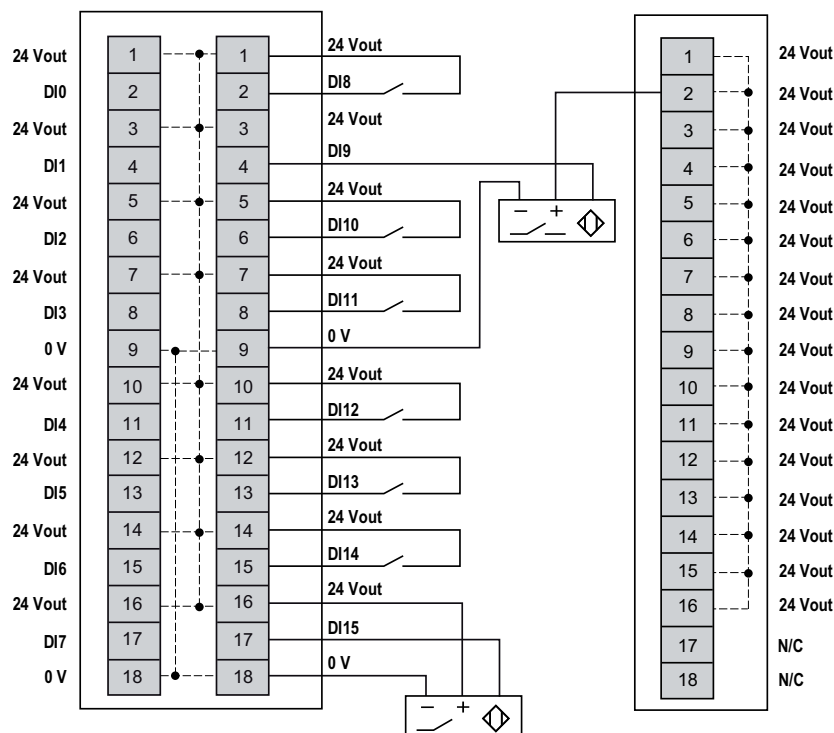 24 Vout 1 1 24 Vout
DI0 2 2 DI8
24 Vout 3 3 24 Vout
DI1 4 4 DI9
24 Vout 5 5 24 Vout
DI2 6 6 DI10
24 Vout 7 7 24 Vout
DI3 8 8 DI11
0 V 9 9 0 V
24 Vout 10 10 24 Vout
DI4 11 11 DI12
24 Vout 12 12 24 Vout
DI5 13 13 DI13
24 Vout 14 14 24 Vout
DI6 15 15 DI14
24 Vout 16 16 24 Vout
DI7 17 17 DI15
0 V 18 18 0 V
− +
− +
1 24 Vout
2 24 Vout
3 24 Vout
4 24 Vout
5 24 Vout
6 24 Vout
7 24 Vout
8 24 Vout
9 24 Vout
10 24 Vout
11 24 Vout
12 24 Vout
13 24 Vout
14 24 Vout
15 24 Vout
16 24 Vout
17 N/C
18 N/C